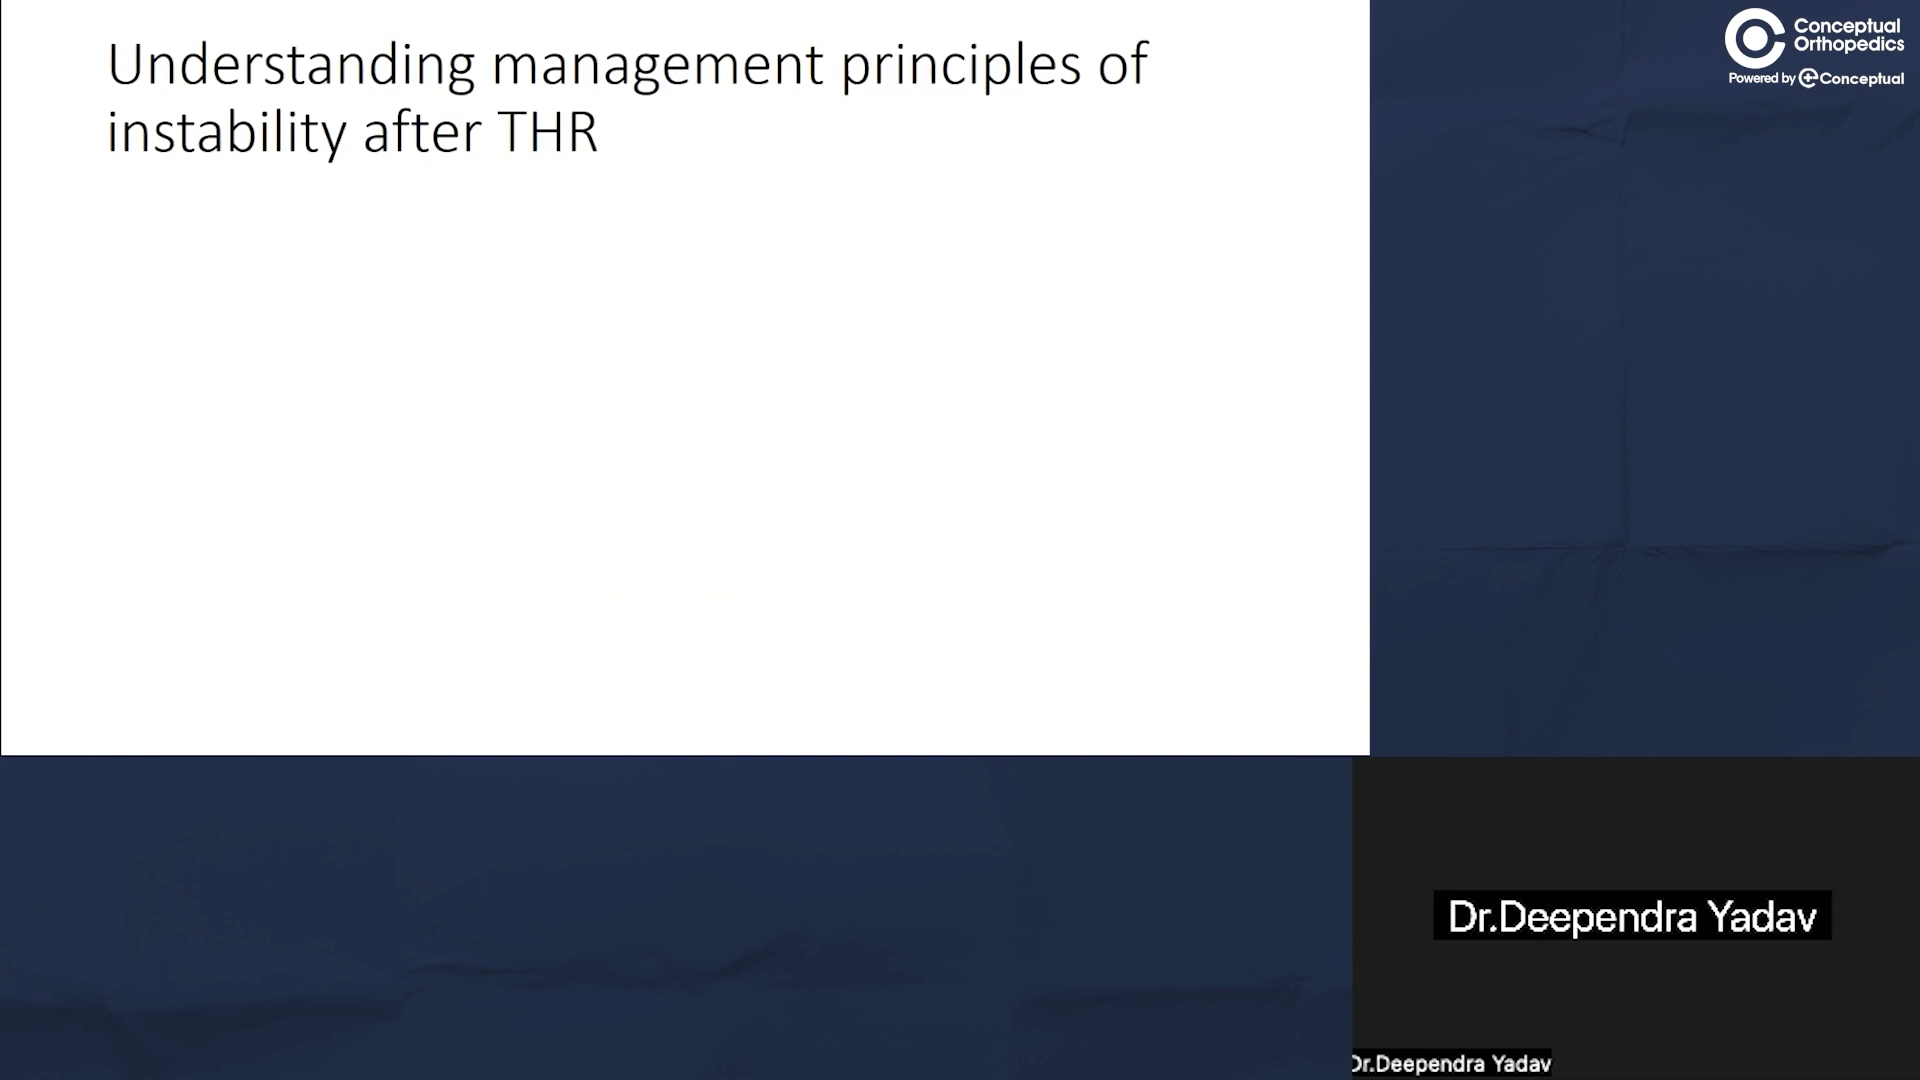 Understanding management principles of
instability after THR
Conceptual
Orthopedics
Powered by Conceptual
Dr.Deependra Yadav
Dr.Deependra Yadav